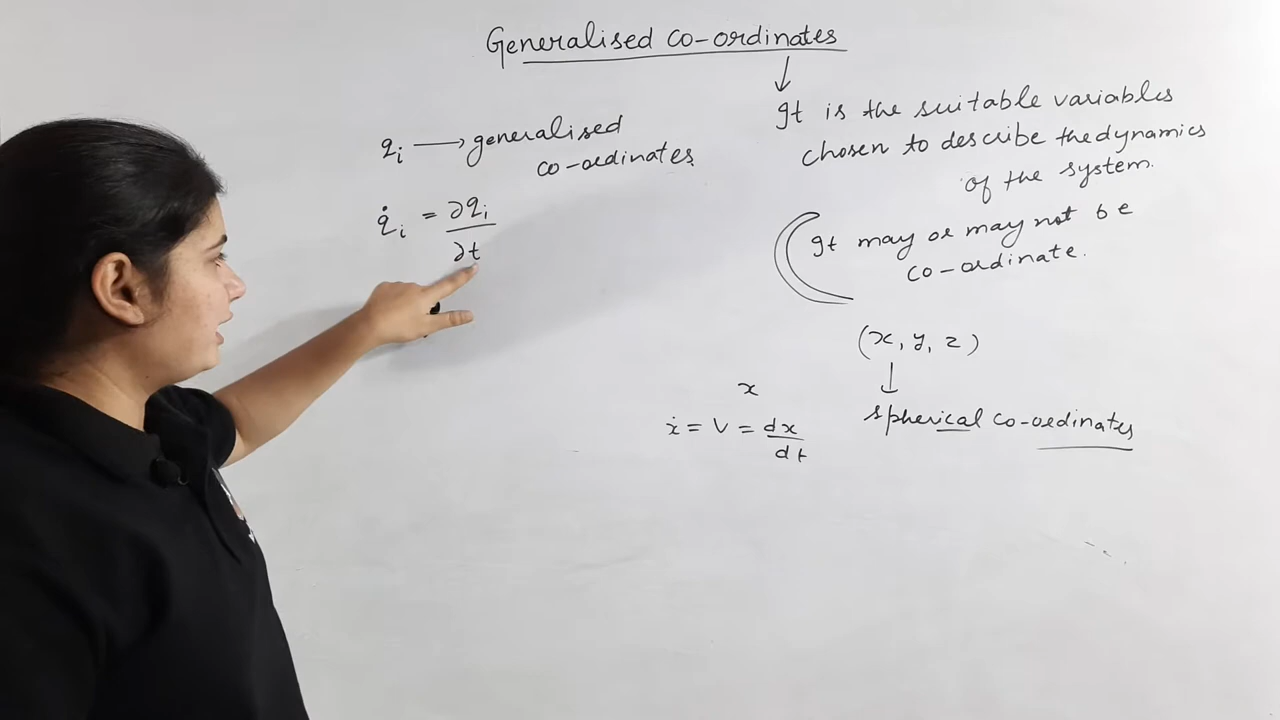 Generalised co-ordinates
It is the suitable variables
chosen to describe the dynamics
of the system.
qi → generalised
co-ordinates
q̇i = ∂qi
∂t
It may or may not be
co-ordinate.
(x, y, z)
↓
spherical co-ordinates
x
ẋ = V = dx
dt